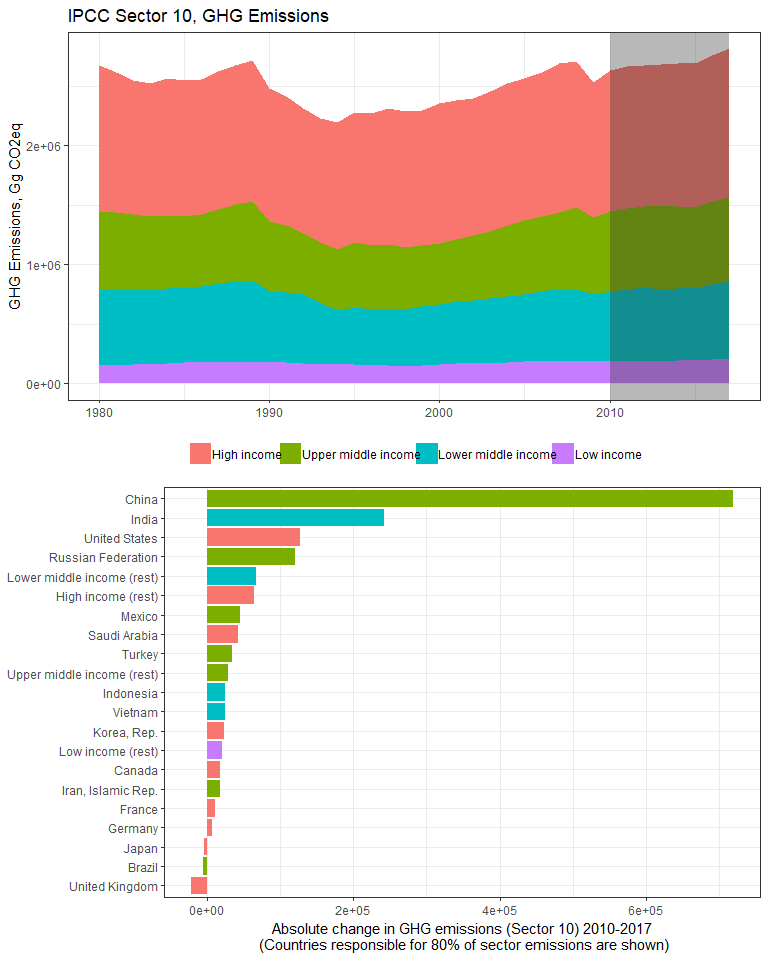 IPCC Sector 10, GHG Emissions
GHG Emissions, Gg CO2eq
2e+06
1e+06
0e+00
1980 1990 2000 2010
High income Upper middle income Lower middle income Low income
China
India
United States
Russian Federation
Lower middle income (rest)
High income (rest)
Mexico
Saudi Arabia
Turkey
Upper middle income (rest)
Indonesia
Vietnam
Korea, Rep.
Low income (rest)
Canada
Iran, Islamic Rep.
France
Germany
Japan
Brazil
United Kingdom
0e+00 2e+05 4e+05 6e+05
Absolute change in GHG emissions (Sector 10) 2010-2017
(Countries responsible for 80% of sector emissions are shown)